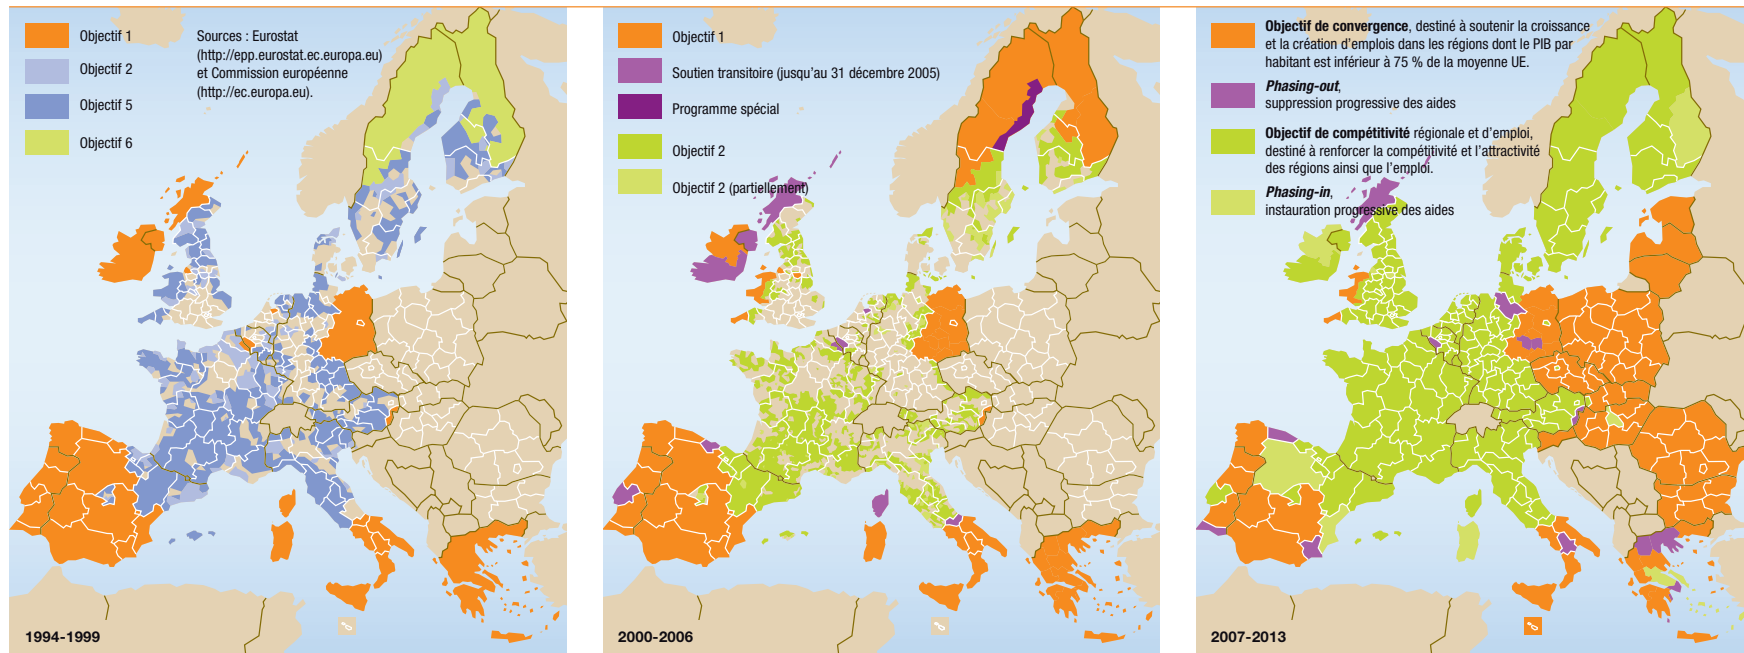 Objectif 1
Objectif 2
Objectif 5
Objectif 6
Sources : Eurostat
(http://epp.eurostat.ec.europa.eu)
et Commission européenne
(http://ec.europa.eu).
1994-1999
Objectif 1
Soutien transitoire (jusqu'au 31 décembre 2005)
Programme spécial
Objectif 2
Objectif 2 (partiellement)
2000-2006
Objectif de convergence, destiné à soutenir la croissance
et la création d'emplois dans les régions dont le PIB par
habitant est inférieur à 75 % de la moyenne UE.
Phasing-out,
suppression progressive des aides
Objectif de compétitivité régionale et d'emploi,
destiné à renforcer la compétitivité et l'attractivité
des régions ainsi que l'emploi.
Phasing-in,
instauration progressive des aides
2007-2013